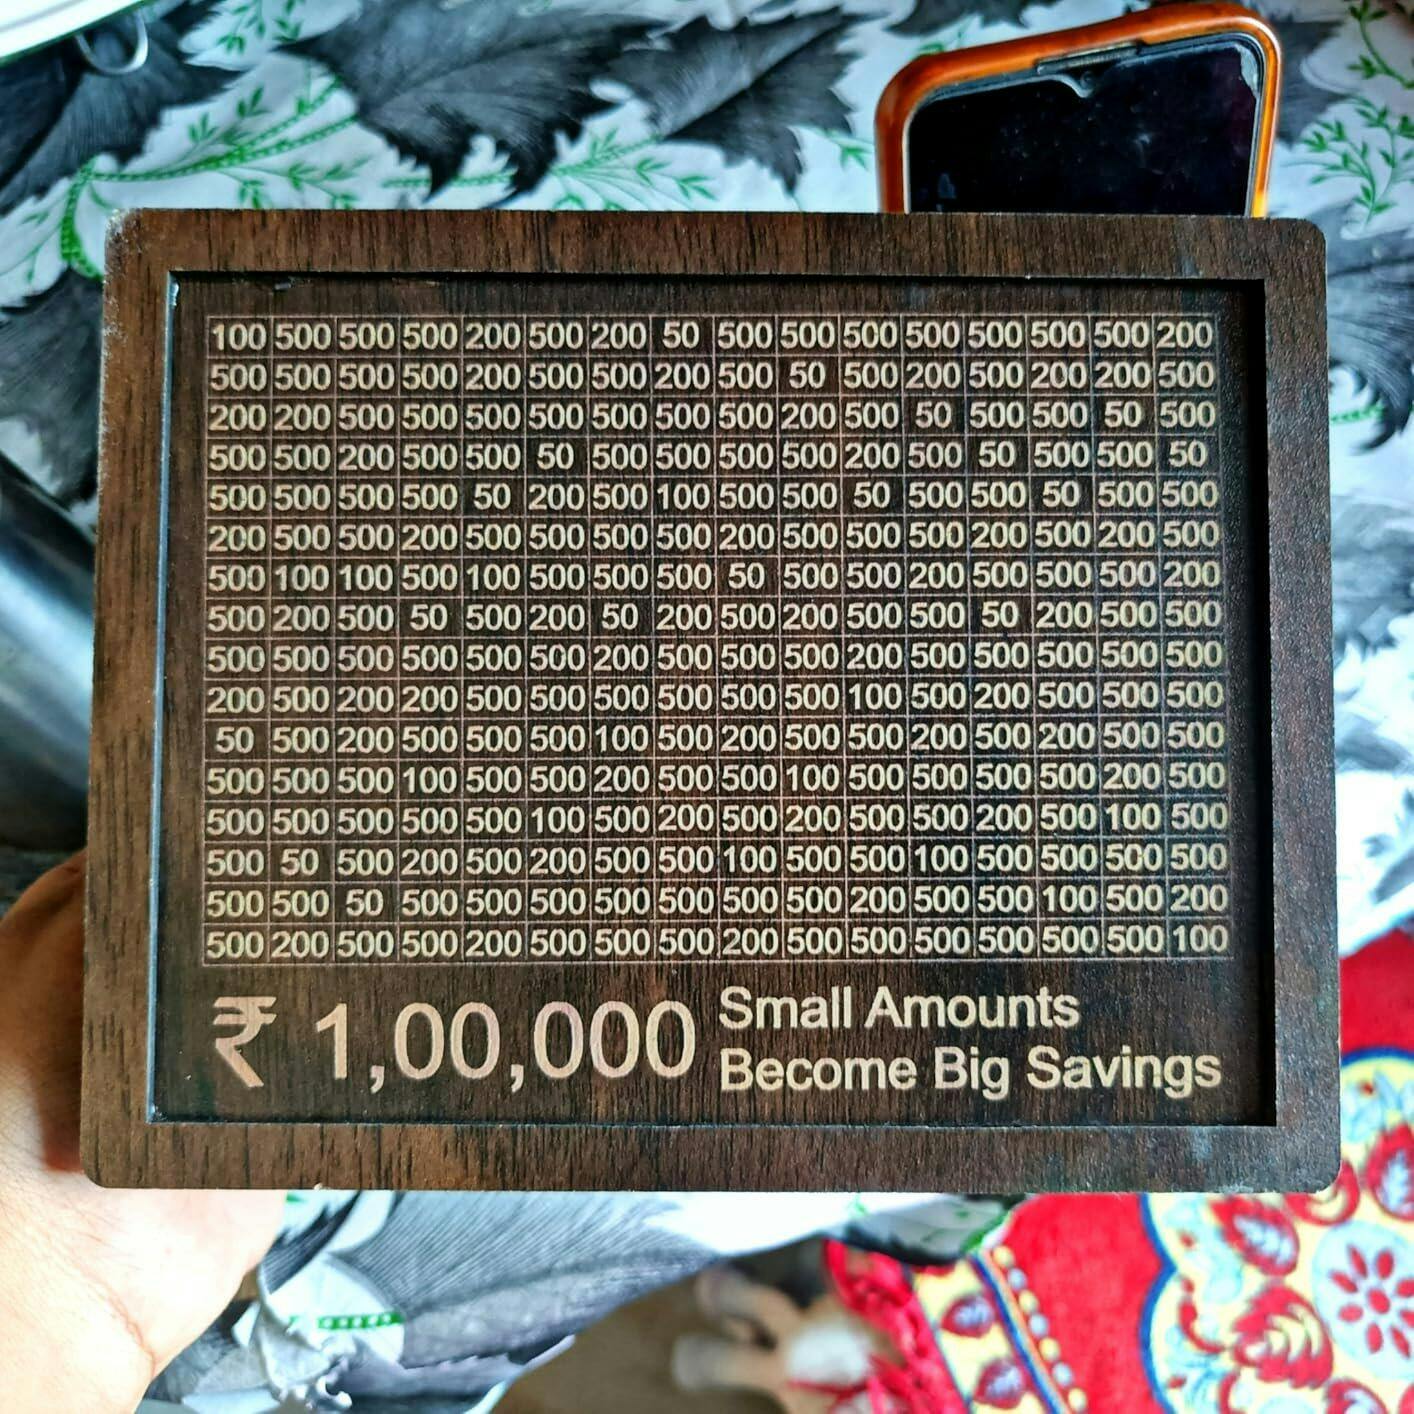 100 500 500 500 200 500 200 50 500 500 500 500 500 500 500 200
500 500 500 500 200 500 500 200 500 50 500 200 500 200 200 500
200 200 500 500 500 500 500 500 500 200 500 50 500 500 50 500
500 500 200 500 500 50 500 500 500 500 200 500 50 500 500 50
500 500 500 500 50 200 500 100 500 500 50 500 500 50 500 500
200 500 500 200 500 500 500 500 200 500 500 500 200 500 200 500
500 100 100 500 100 500 500 500 50 500 500 200 500 500 500 200
500 200 500 50 500 200 50 200 500 200 500 500 50 200 500 500
500 500 500 500 500 500 200 500 500 500 200 500 500 500 500 500
200 500 200 200 500 500 500 500 500 500 100 500 200 500 500 500
50 500 200 500 500 500 100 500 200 500 500 200 500 200 500 500
500 500 500 100 500 500 200 500 500 100 500 500 500 500 200 500
500 500 500 500 500 100 500 200 500 200 500 500 200 500 100 500
500 50 500 200 500 200 500 500 100 500 500 100 500 500 500 500
500 500 50 500 500 500 500 500 500 500 200 500 500 100 500 200
500 200 500 500 200 500 500 500 200 500 500 500 500 500 500 100
₹ 1,00,000
Small Amounts
Become Big Savings